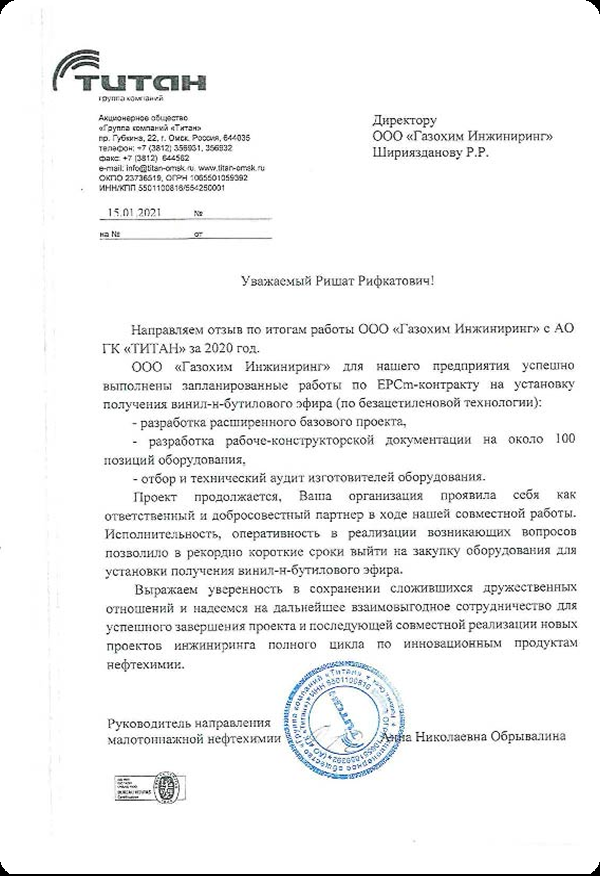 ТИТАН
группа компаний
Акционерное общество
«Группа компаний «Титан»
пр. Губкина, 22, г. Омск, Россия, 644035
телефон: +7 (3812) 356931, 356932
факс: +7 (3812) 644562
e-mail: info@titan-omsk.ru, www.titan-omsk.ru
ОКПО 23736519, ОГРН 1065501059392
ИНН/КПП 5501100816/554250001
15.01.2021 №
на № от
Директору
ООО «Газохим Инжиниринг»
Шириязданову Р.Р.
Уважаемый Ришат Рифкатович!
Направляем отзыв по итогам работы ООО «Газохим Инжиниринг» с АО
ГК «ТИТАН» за 2020 год.
ООО «Газохим Инжиниринг» для нашего предприятия успешно
выполнены запланированные работы по EPCm-контракту на установку
получения винил-н-бутилового эфира (по безацетиленовой технологии):
- разработка расширенного базового проекта,
- разработка рабоче-конструкторской документации на около 100
позиций оборудования,
- отбор и технический аудит изготовителей оборудования.
Проект продолжается, Ваша организация проявила себя как
ответственный и добросовестный партнер в ходе нашей совместной работы.
Исполнительность, оперативность в реализации возникающих вопросов
позволило в рекордно короткие сроки выйти на закупку оборудования для
установки получения винил-н-бутилового эфира.
Выражаем уверенность в сохранении сложившихся дружественных
отношений и надеемся на дальнейшее взаимовыгодное сотрудничество для
успешного завершения проекта и последующей совместной реализации новых
проектов инжиниринга полного цикла по инновационным продуктам
нефтехимии.
Руководитель направления
малотоннажной нефтехимии
Анна Николаевна Обрывалина
BUREAU VERITAS
Certification